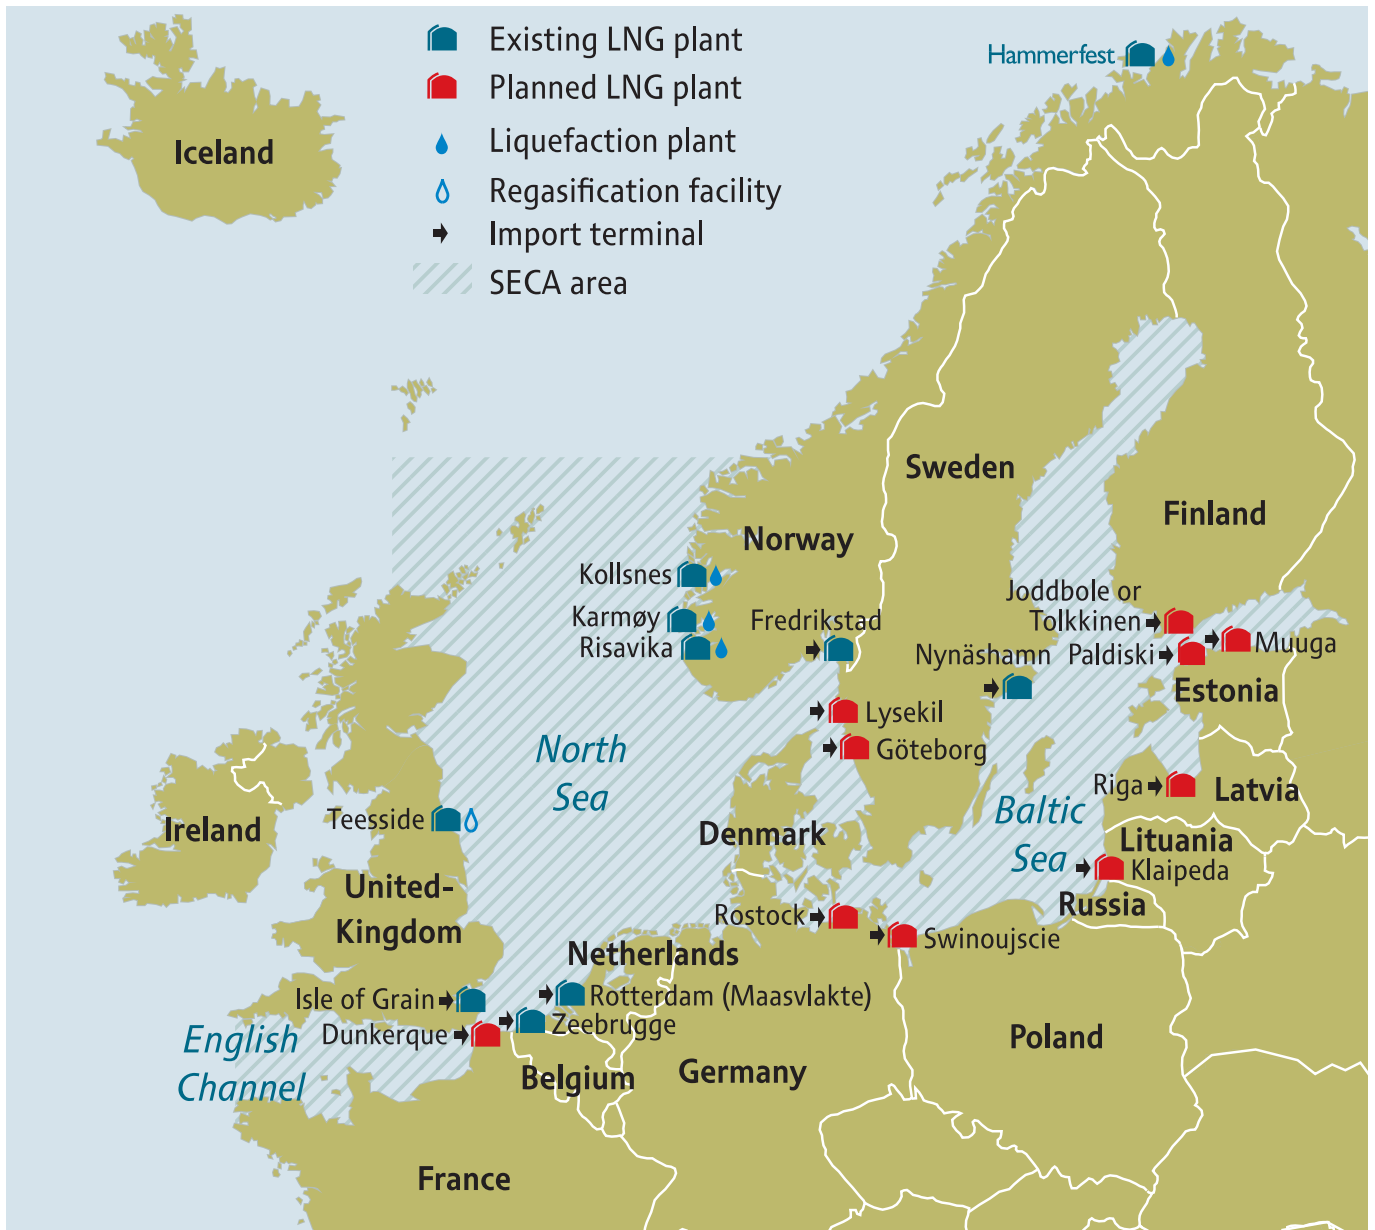 Existing LNG plant
Planned LNG plant
Liquefaction plant
Regasification facility
Import terminal
SECA area
Hammerfest
Iceland
Sweden
Finland
Norway
Kollsnes
Karmøy
Risavika
Fredrikstad
Joddbole or
Tolkkinen
Muuga
Nynäshamn
Paldiski
Estonia
Lysekil
Göteborg
North
Sea
Riga
Latvia
Baltic
Sea
Teesside
Ireland
Denmark
Lituania
Klaipeda
United-
Kingdom
Russia
Rostock
Swinoujscie
Netherlands
Isle of Grain
Rotterdam (Maasvlakte)
Dunkerque
Zeebrugge
English
Channel
Belgium
Germany
Poland
France